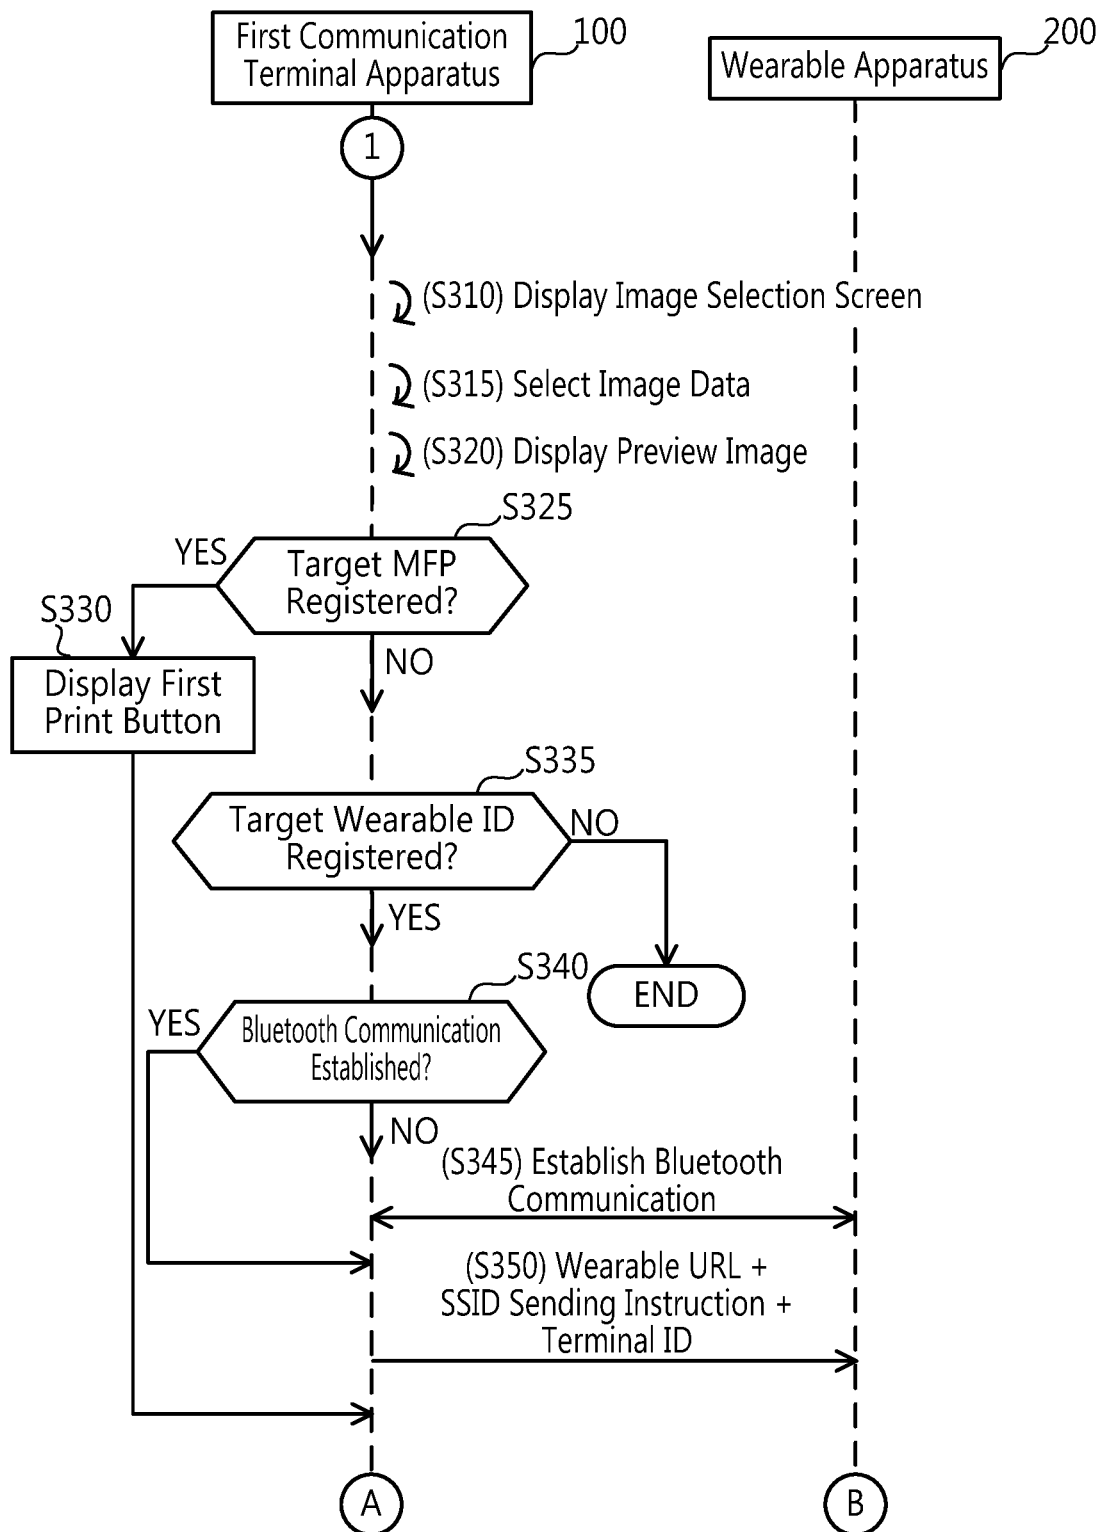 First Communication
Terminal Apparatus
100
Wearable Apparatus
200
1
(S310) Display Image Selection Screen
(S315) Select Image Data
(S320) Display Preview Image
S325
YES
Target MFP
Registered?
S330
NO
Display First
Print Button
S335
Target Wearable ID
Registered?
NO
YES
S340
END
YES
Bluetooth Communication
Established?
NO
(S345) Establish Bluetooth
Communication
(S350) Wearable URL +
SSID Sending Instruction +
Terminal ID
A
B